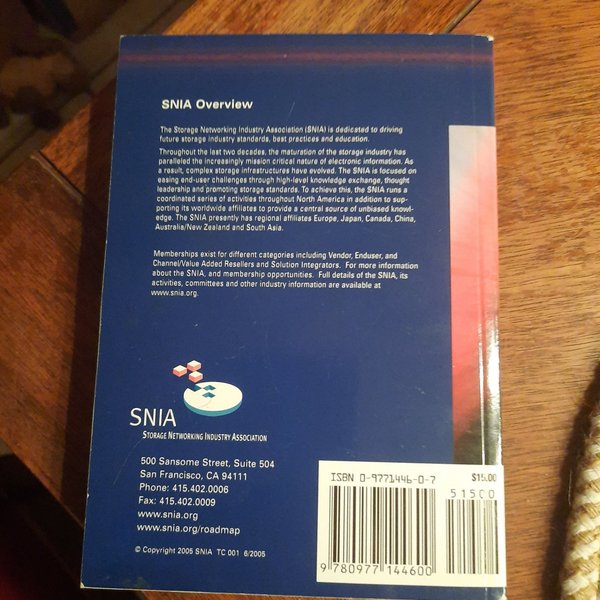 SNIA Overview
The Storage Networking Industry Association (SNIA) is dedicated to driving
future storage industry standards, best practices and education.
Throughout the last two decades, the maturation of the storage industry has
paralleled the increasingly mission critical nature of electronic information. As
a result, complex storage infrastructures have evolved. The SNIA is focused on
easing end-user challenges through high-level knowledge exchange, thought
leadership and promoting storage standards. To achieve this, the SNIA runs a
coordinated series of activities throughout North America in addition to sup-
porting its worldwide affiliates to provide a central source of unbiased knowl-
edge. The SNIA presently has regional affiliates Europe, Japan, Canada, China,
Australia/New Zealand and South Asia.
Memberships exist for different categories including Vendor, Enduser, and
Channel/Value Added Resellers and Solution Integrators. For more information
about the SNIA, and membership opportunities. Full details of the SNIA, its
activities, committees and other industry information are available at
www.snia.org.
SNIA
STORAGE NETWORKING INDUSTRY ASSOCIATION
500 Sansome Street, Suite 504
San Francisco, CA 94111
Phone: 415.402.0006
Fax: 415.402.0009
www.snia.org
www.snia.org/roadmap
© Copyright 2005 SNIA TC 001 6/2005
ISBN 0-9771446-0-7
$15.00
51500
9 780977 144600